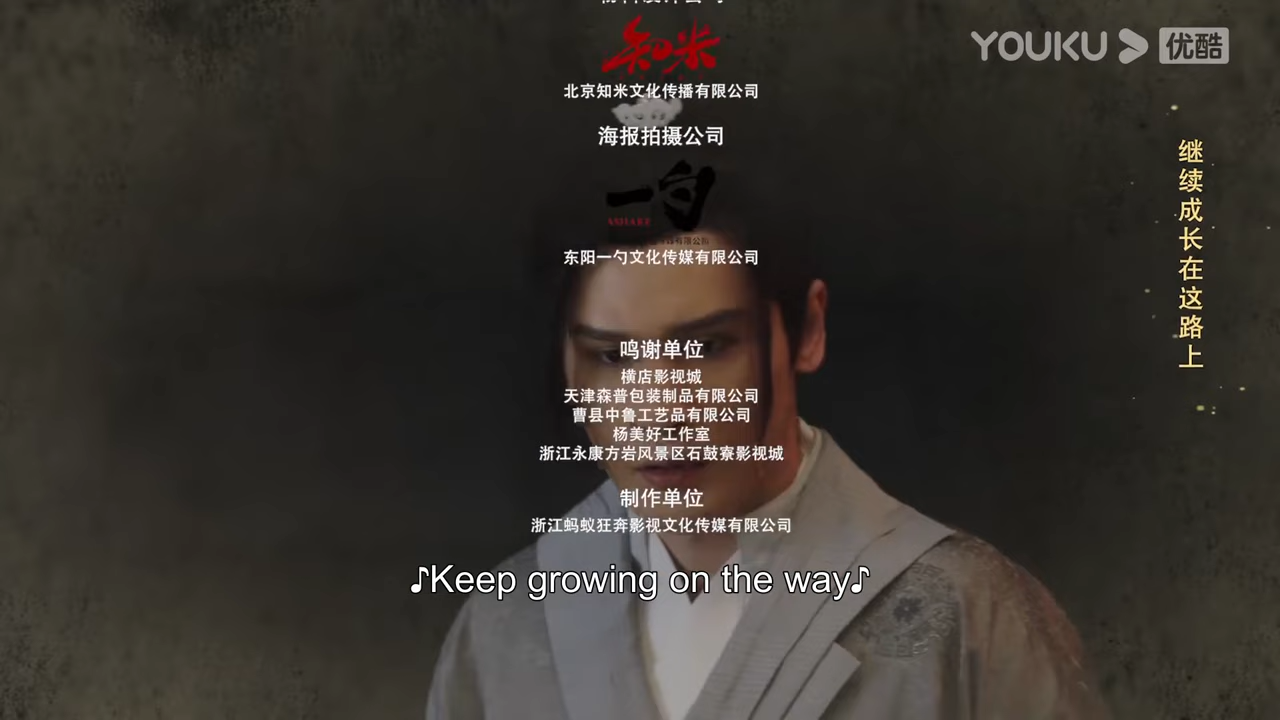 知米
北京知米文化传播有限公司
海报拍摄公司
一勺
ASHARE
东阳一勺文化传媒有限公司
鸣谢单位
横店影视城
天津森普包装制品有限公司
曹县中鲁工艺品有限公司
杨美好工作室
浙江永康方岩风景区石鼓寮影视城
制作单位
浙江蚂蚁狂奔影视文化传媒有限公司
♪Keep growing on the way♪
YOUKU 优酷
继续成长在这路上